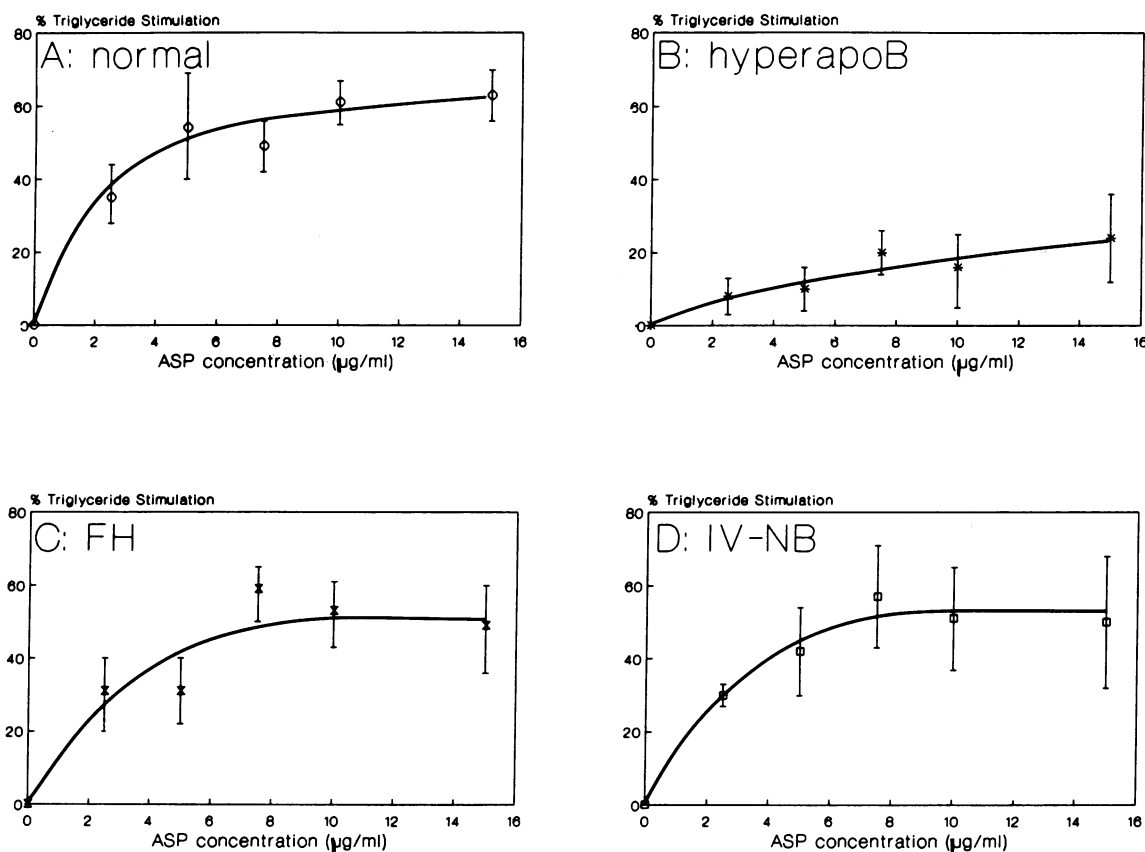 % Triglyceride Stimulation
A: normal
80
60
40
20
0
0 2 4 6 8 10 12 14 16
ASP concentration (µg/ml)
% Triglyceride Stimulation
B: hyperapoB
80
60
40
20
0
0 2 4 6 8 10 12 14 16
ASP concentration (µg/ml)
% Triglyceride Stimulation
C: FH
80
60
40
20
0
0 2 4 6 8 10 12 14 16
ASP concentration (µg/ml)
% Triglyceride Stimulation
D: IV-NB
80
60
40
20
0
0 2 4 6 8 10 12 14 16
ASP concentration (µg/ml)